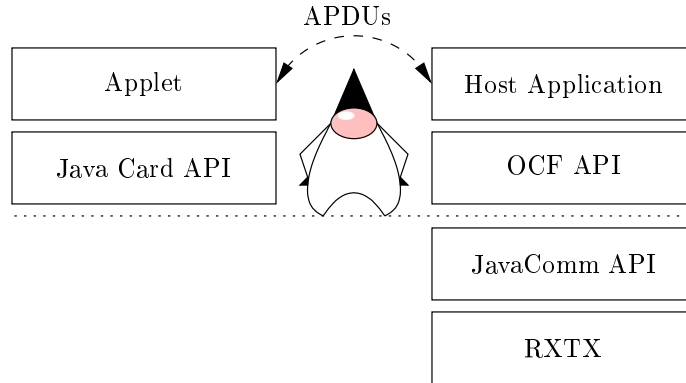 APDUs
Applet
Host Application
Java Card API
OCF API
JavaComm API
RXTX